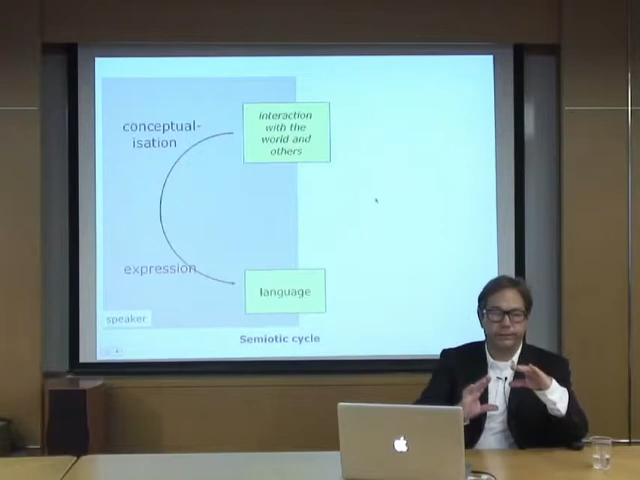 interaction
with the
world and
others
conceptual-
isation
expression
language
speaker
Semiotic cycle